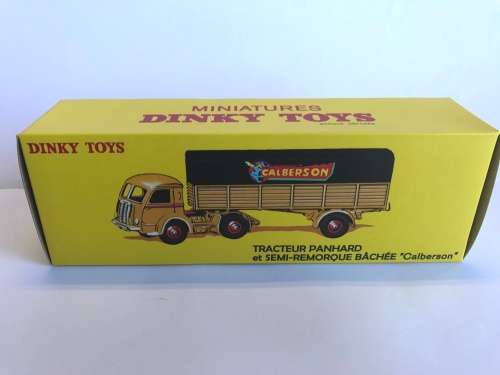 MINIATURES
DINKY TOYS
DINKY TOYS
CALBERSON
TRACTEUR PANHARD
et SEMI-REMORQUE BÂCHÉE "Calberson"